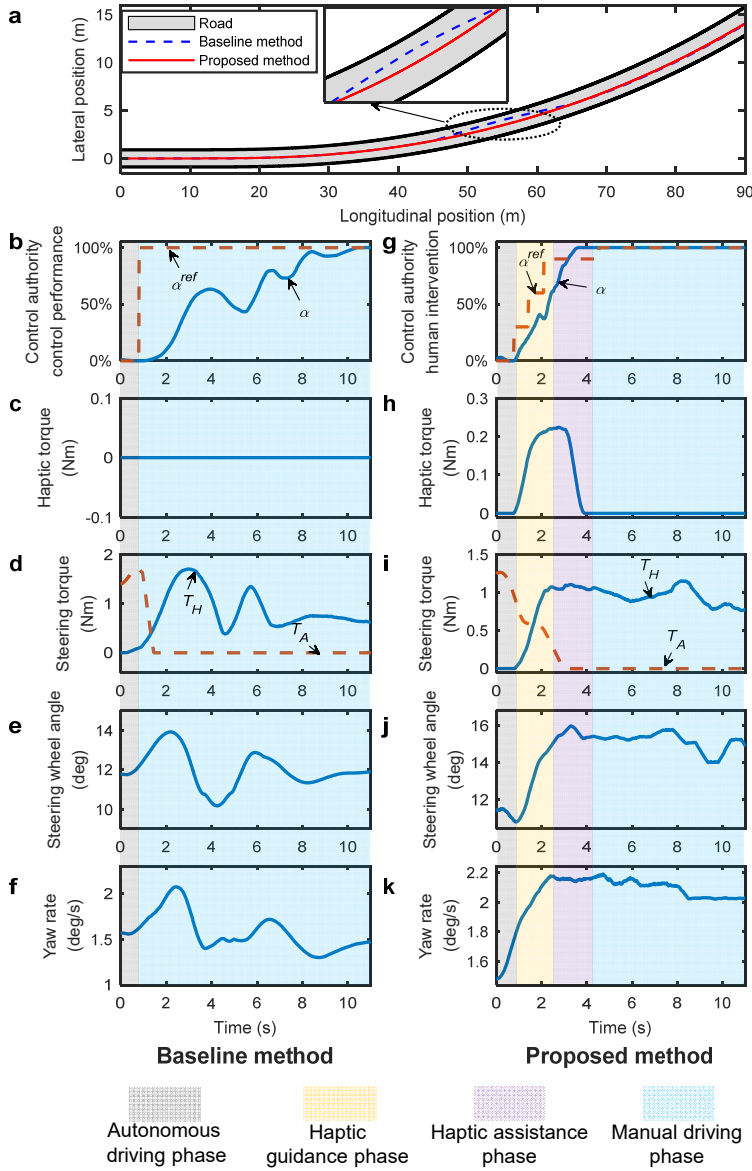 a
Lateral position (m)
15
10
5
0
Road
Baseline method
Proposed method
0 10 20 30 40 50 60 70 80 90
Longitudinal position (m)
b
Control authority
control performance
100%
50%
0%
α^ref
α
0 2 4 6 8 10
c
Haptic torque
(Nm)
0.1
0
-0.1
0 2 4 6 8 10
d
Steering torque
(Nm)
2
1
0
T_H
T_A
0 2 4 6 8 10
e
Steering wheel angle
(deg)
14
12
10
0 2 4 6 8 10
f
Yaw rate
(deg/s)
2
1.5
1
0 2 4 6 8 10
Time (s)
Baseline method
g
Control authority
human intervention
100%
50%
0%
α^ref
α
0 2 4 6 8 10
h
Haptic torque
(Nm)
0.3
0.2
0.1
0
0 2 4 6 8 10
i
Steering torque
(Nm)
1.5
1
0.5
0
T_H
T_A
0 2 4 6 8 10
j
Steering wheel angle
(deg)
16
14
12
0 2 4 6 8 10
k
Yaw rate
(deg/s)
2.2
2
1.8
1.6
0 2 4 6 8 10
Time (s)
Proposed method
Autonomous
driving phase
Haptic
guidance phase
Haptic assistance
phase
Manual driving
phase